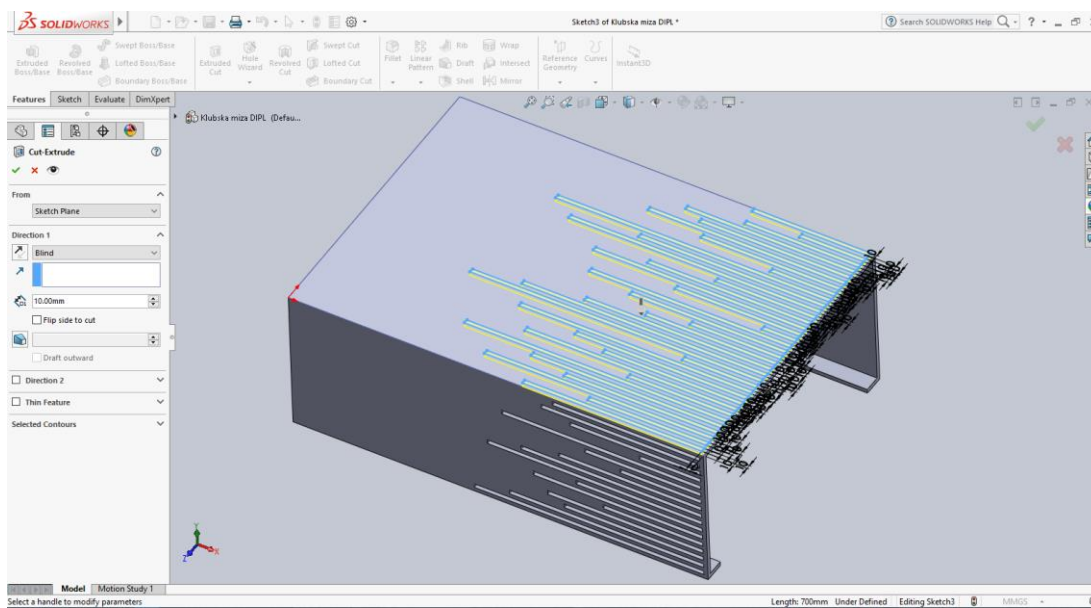 SOLIDWORKS
Sketch3 of Klubska miza DIPL *
Search SOLIDWORKS Help
Extruded Boss/Base
Revolved Boss/Base
Swept Boss/Base
Lofted Boss/Base
Boundary Boss/Base
Extruded Cut
Hole Wizard
Revolved Cut
Swept Cut
Lofted Cut
Boundary Cut
Fillet
Linear Pattern
Rib
Draft
Shell
Wrap
Intersect
Mirror
Reference Geometry
Curves
Instant3D
Features Sketch Evaluate DimXpert
Klubska miza DIPL (Defau...
Cut-Extrude
From
Sketch Plane
Direction 1
Blind
10.00mm
Flip side to cut
Draft outward
Direction 2
Thin Feature
Selected Contours
Y
X
Z
Model Motion Study 1
Select a handle to modify parameters
Length: 700mm Under Defined Editing Sketch3 MMGS